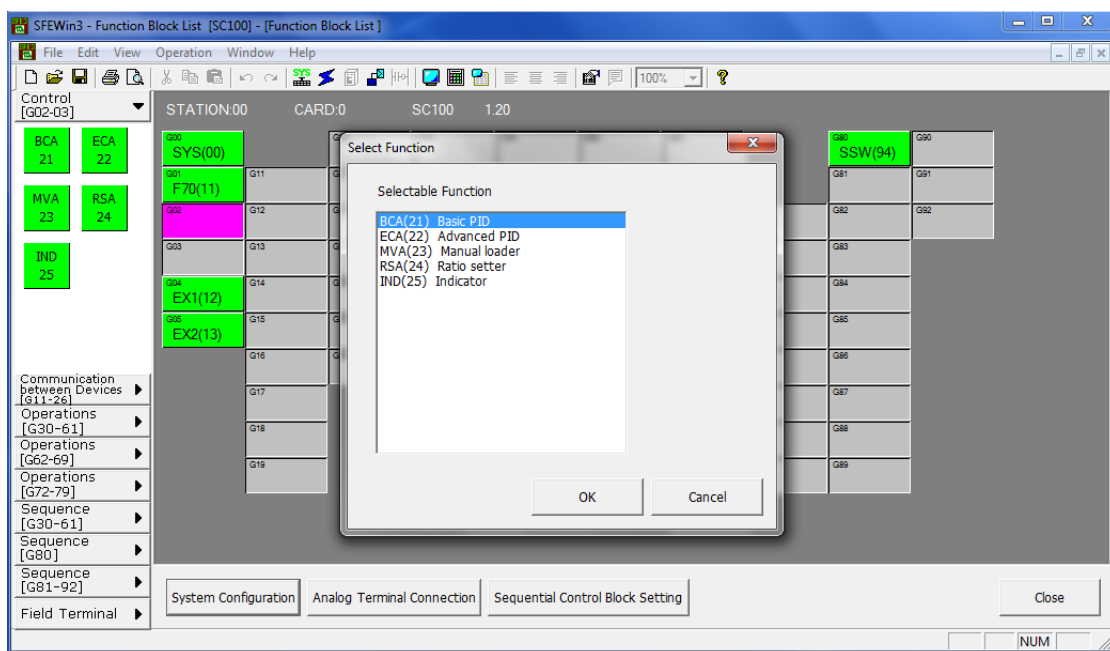 SFEWin3 - Function Block List [SC100] - [Function Block List ]
File Edit View Operation Window Help
SYS
100%
Control
[G02-03]
STATION:00 CARD:0 SC100 1.20
BCA
21
ECA
22
MVA
23
RSA
24
IND
25
G00
SYS(00)
G01
F70(11)
G02
G03
G04
EX1(12)
G05
EX2(13)
G11
G12
G13
G14
G15
G16
G17
G18
G19
Select Function
Selectable Function
BCA(21) Basic PID
ECA(22) Advanced PID
MVA(23) Manual loader
RSA(24) Ratio setter
IND(25) Indicator
OK Cancel
G80
SSW(94)
G81
G82
G83
G84
G85
G86
G87
G88
G89
G90
G91
G92
Communication
between Devices
[G11-26]
Operations
[G30-61]
Operations
[G62-69]
Operations
[G72-79]
Sequence
[G30-61]
Sequence
[G80]
Sequence
[G81-92]
Field Terminal
System Configuration Analog Terminal Connection Sequential Control Block Setting Close
NUM